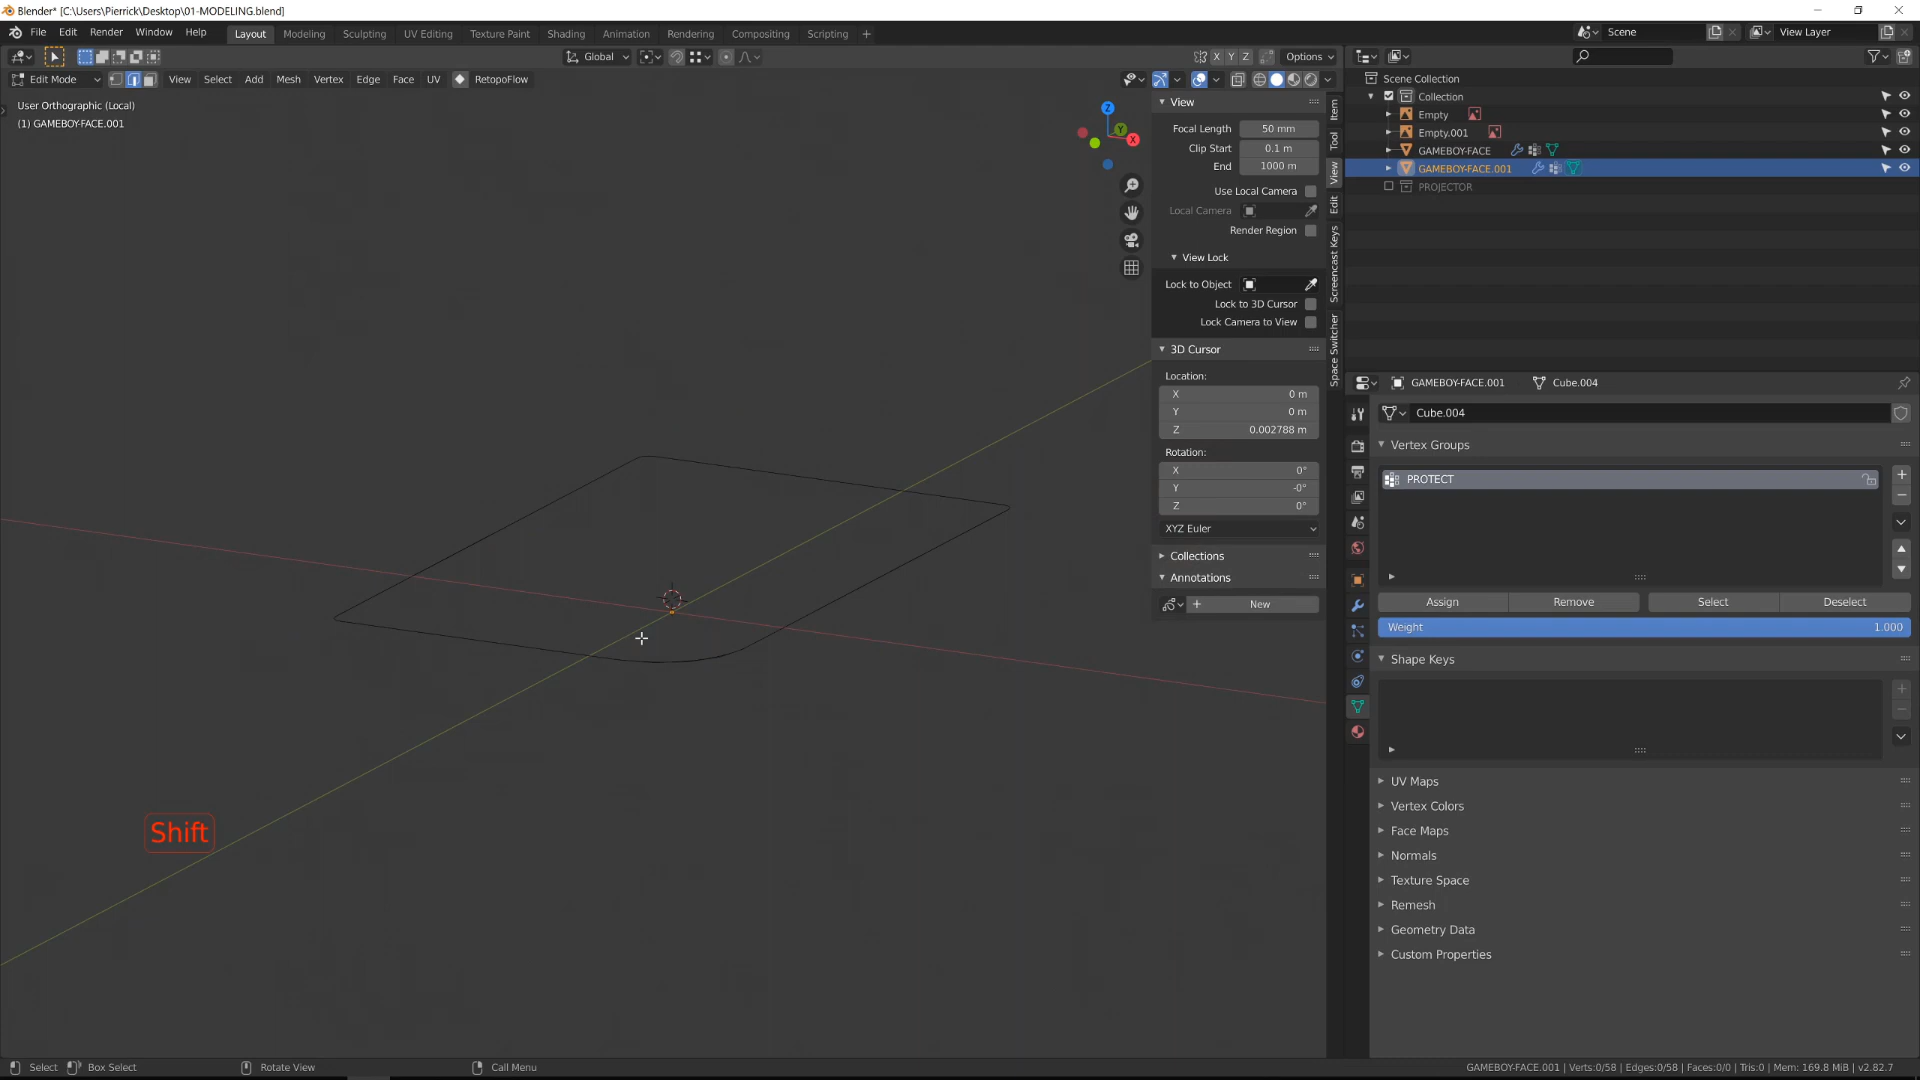 Blender* [C:\Users\Pierrick\Desktop\01-MODELING.blend]
File Edit Render Window Help Layout Modeling Sculpting UV Editing Texture Paint Shading Animation Rendering Compositing Scripting + Scene View Layer
Global X Y Z Options
Edit Mode View Select Add Mesh Vertex Edge Face UV RetopoFlow
User Orthographic (Local)
(1) GAMEBOY-FACE.001
Z
Y
X
View
Focal Length 50 mm
Clip Start 0.1 m
End 1000 m
Use Local Camera
Local Camera
Render Region
View Lock
Lock to Object
Lock to 3D Cursor
Lock Camera to View
3D Cursor
Location:
X 0 m
Y 0 m
Z 0.002788 m
Rotation:
X 0°
Y -0°
Z 0°
XYZ Euler
Collections
Annotations
New
Item
Tool
View
Edit
Screencast Keys
Space Switcher
Scene Collection
Collection
Empty
Empty.001
GAMEBOY-FACE
GAMEBOY-FACE.001
PROJECTOR
GAMEBOY-FACE.001 Cube.004
Cube.004
Vertex Groups
PROTECT
Assign Remove Select Deselect
Weight 1.000
Shape Keys
UV Maps
Vertex Colors
Face Maps
Normals
Texture Space
Remesh
Geometry Data
Custom Properties
Shift
Select Box Select Rotate View Call Menu GAMEBOY-FACE.001 | Verts:0/58 | Edges:0/58 | Faces:0/0 | Tris:0 | Mem: 169.8 MiB | v2.82.7